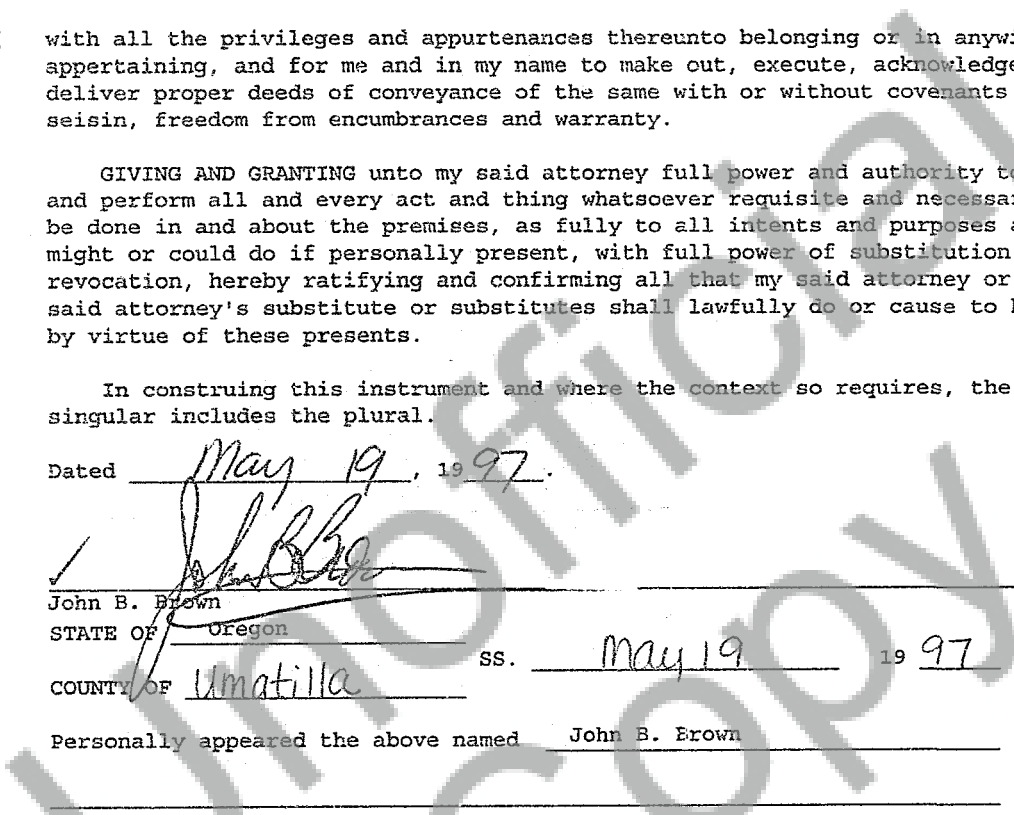 with all the privileges and appurtenances thereunto belonging or in anywi
appertaining, and for me and in my name to make out, execute, acknowledge
deliver proper deeds of conveyance of the same with or without covenants
seisin, freedom from encumbrances and warranty.
GIVING AND GRANTING unto my said attorney full power and authority to
and perform all and every act and thing whatsoever requisite and necessar
be done in and about the premises, as fully to all intents and purposes a
might or could do if personally present, with full power of substitution
revocation, hereby ratifying and confirming all that my said attorney or
said attorney's substitute or substitutes shall lawfully do or cause to b
by virtue of these presents.
In construing this instrument and where the context so requires, the
singular includes the plural.
Dated May 19, 1997.
John B Brown
John B. Brown
STATE OF Oregon
SS. May 19 1997
COUNTY OF Umatilla
Personally appeared the above named John B. Brown
Unofficial
Copy